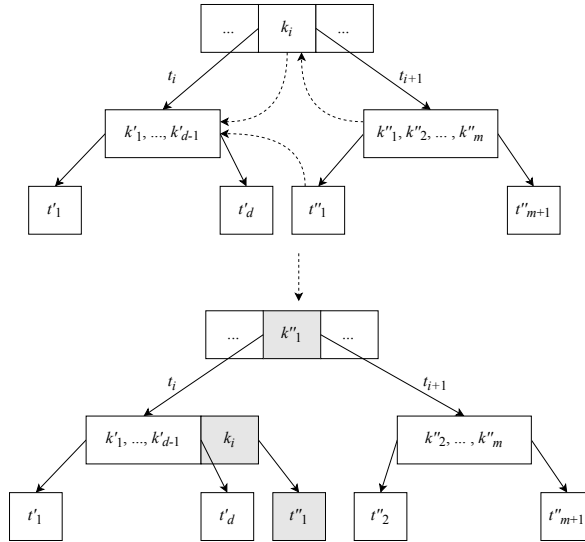 ... k_i ...
t_i t_{i+1}
k'_1, ..., k'_{d-1} k''_1, k''_2, ... , k''_m
t'_1 t'_d t''_1 t''_{m+1}
... k''_1 ...
t_i t_{i+1}
k'_1, ..., k'_{d-1} k_i k''_2, ... , k''_m
t'_1 t'_d t''_1 t''_2 t''_{m+1}